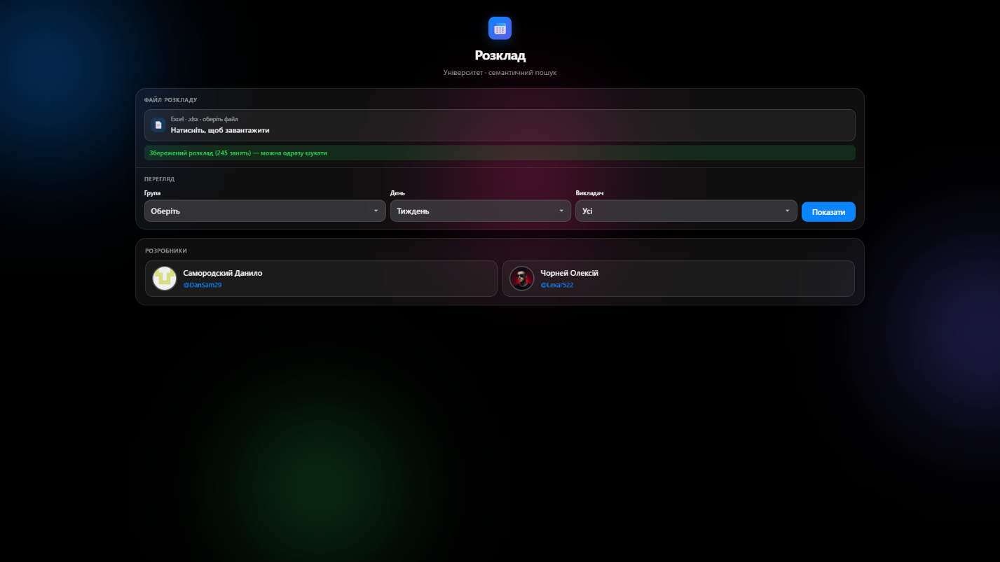 Розклад
Університет · семантичний пошук
ФАЙЛ РОЗКЛАДУ
Excel · .xlsx · оберіть файл
Натисніть, щоб завантажити
Збережений розклад (245 занять) — можна одразу шукати
ПЕРЕГЛЯД
Група
День
Викладач
Оберіть
Тиждень
Усі
Показати
РОЗРОБНИКИ
Самородский Данило
@DanSam29
Чорней Олексій
@Lexar522